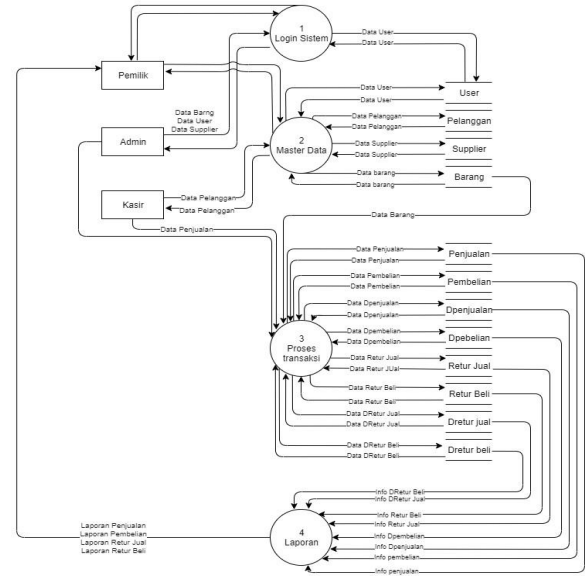 1
Login Sistem
Data User
Data User
Pemilik
Data Barng
Data User
Data Supplier
Admin
Data User
Data User
User
Data Pelanggan
Data Pelanggan
Pelanggan
2
Master Data
Data Supplier
Data Supplier
Supplier
Data barang
Data barang
Barang
Kasir
Data Pelanggan
Data Pelanggan
Data Penjualan
Data Barang
Data Penjualan
Data Penjualan
Penjualan
Data Pembelian
Data Pembelian
Pembelian
Data Dpenjualan
Data Dpenjualan
Dpenjualan
3
Proses
transaksi
Data Dpembelian
Data Dpembelian
Dpebelian
Data Retur Jual
Data Retur JUal
Retur Jual
Data Retur Beli
Data Retur Beli
Retur Beli
Data DRetur Jual
Data DRetur Jual
Dretur jual
Data DRetur Beli
Data DRetur Beli
Dretur beli
Info DRetur Beli
Info DRetur Jual
Info Retur Beli
Info Retur Jual
Info Dpembelian
Info Dpenjualan
Info pembelian
Info penjualan
4
Laporan
Laporan Penjualan
Laporan Pembelian
Laporan Retur Jual
Laporan Retur Beli